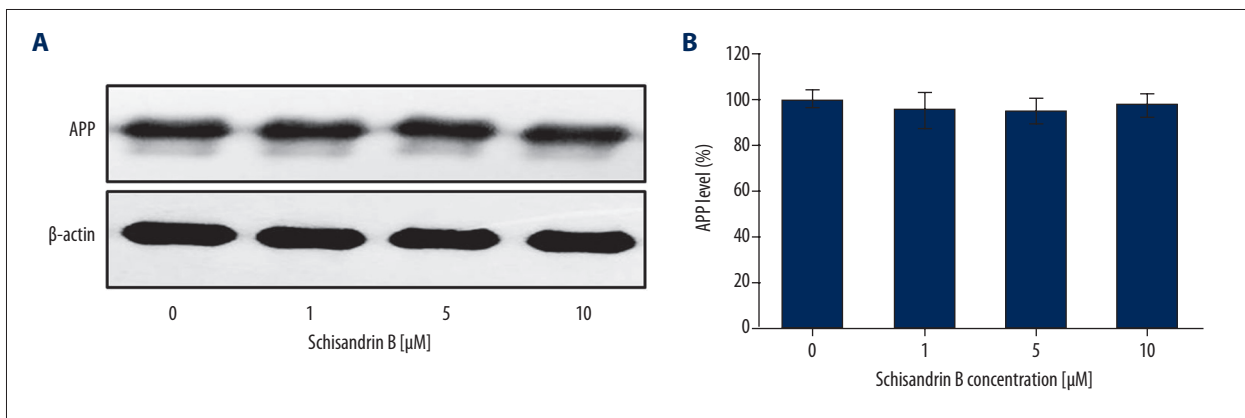 A
APP
β-actin
0 1 5 10
Schisandrin B [µM]
B
APP level (%)
120
100
80
60
40
20
0
0 1 5 10
Schisandrin B concentration [µM]